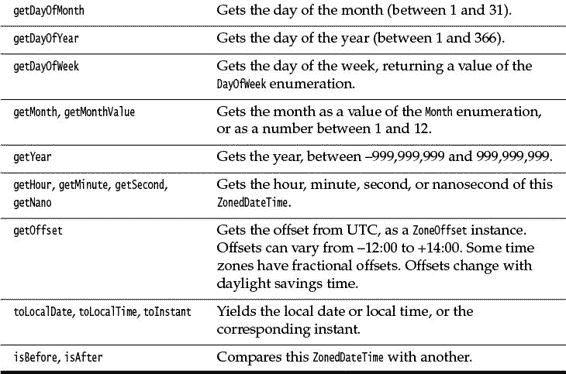 getDayOfMonth Gets the day of the month (between 1 and 31).
getDayOfYear Gets the day of the year (between 1 and 366).
getDayOfWeek Gets the day of the week, returning a value of the
DayOfWeek enumeration.
getMonth, getMonthValue Gets the month as a value of the Month enumeration,
or as a number between 1 and 12.
getYear Gets the year, between –999,999,999 and 999,999,999.
getHour, getMinute, getSecond, Gets the hour, minute, second, or nanosecond of this
getNano ZonedDateTime.
getOffset Gets the offset from UTC, as a ZoneOffset instance.
Offsets can vary from –12:00 to +14:00. Some time
zones have fractional offsets. Offsets change with
daylight savings time.
toLocalDate, toLocalTime, toInstant Yields the local date or local time, or the
corresponding instant.
isBefore, isAfter Compares this ZonedDateTime with another.